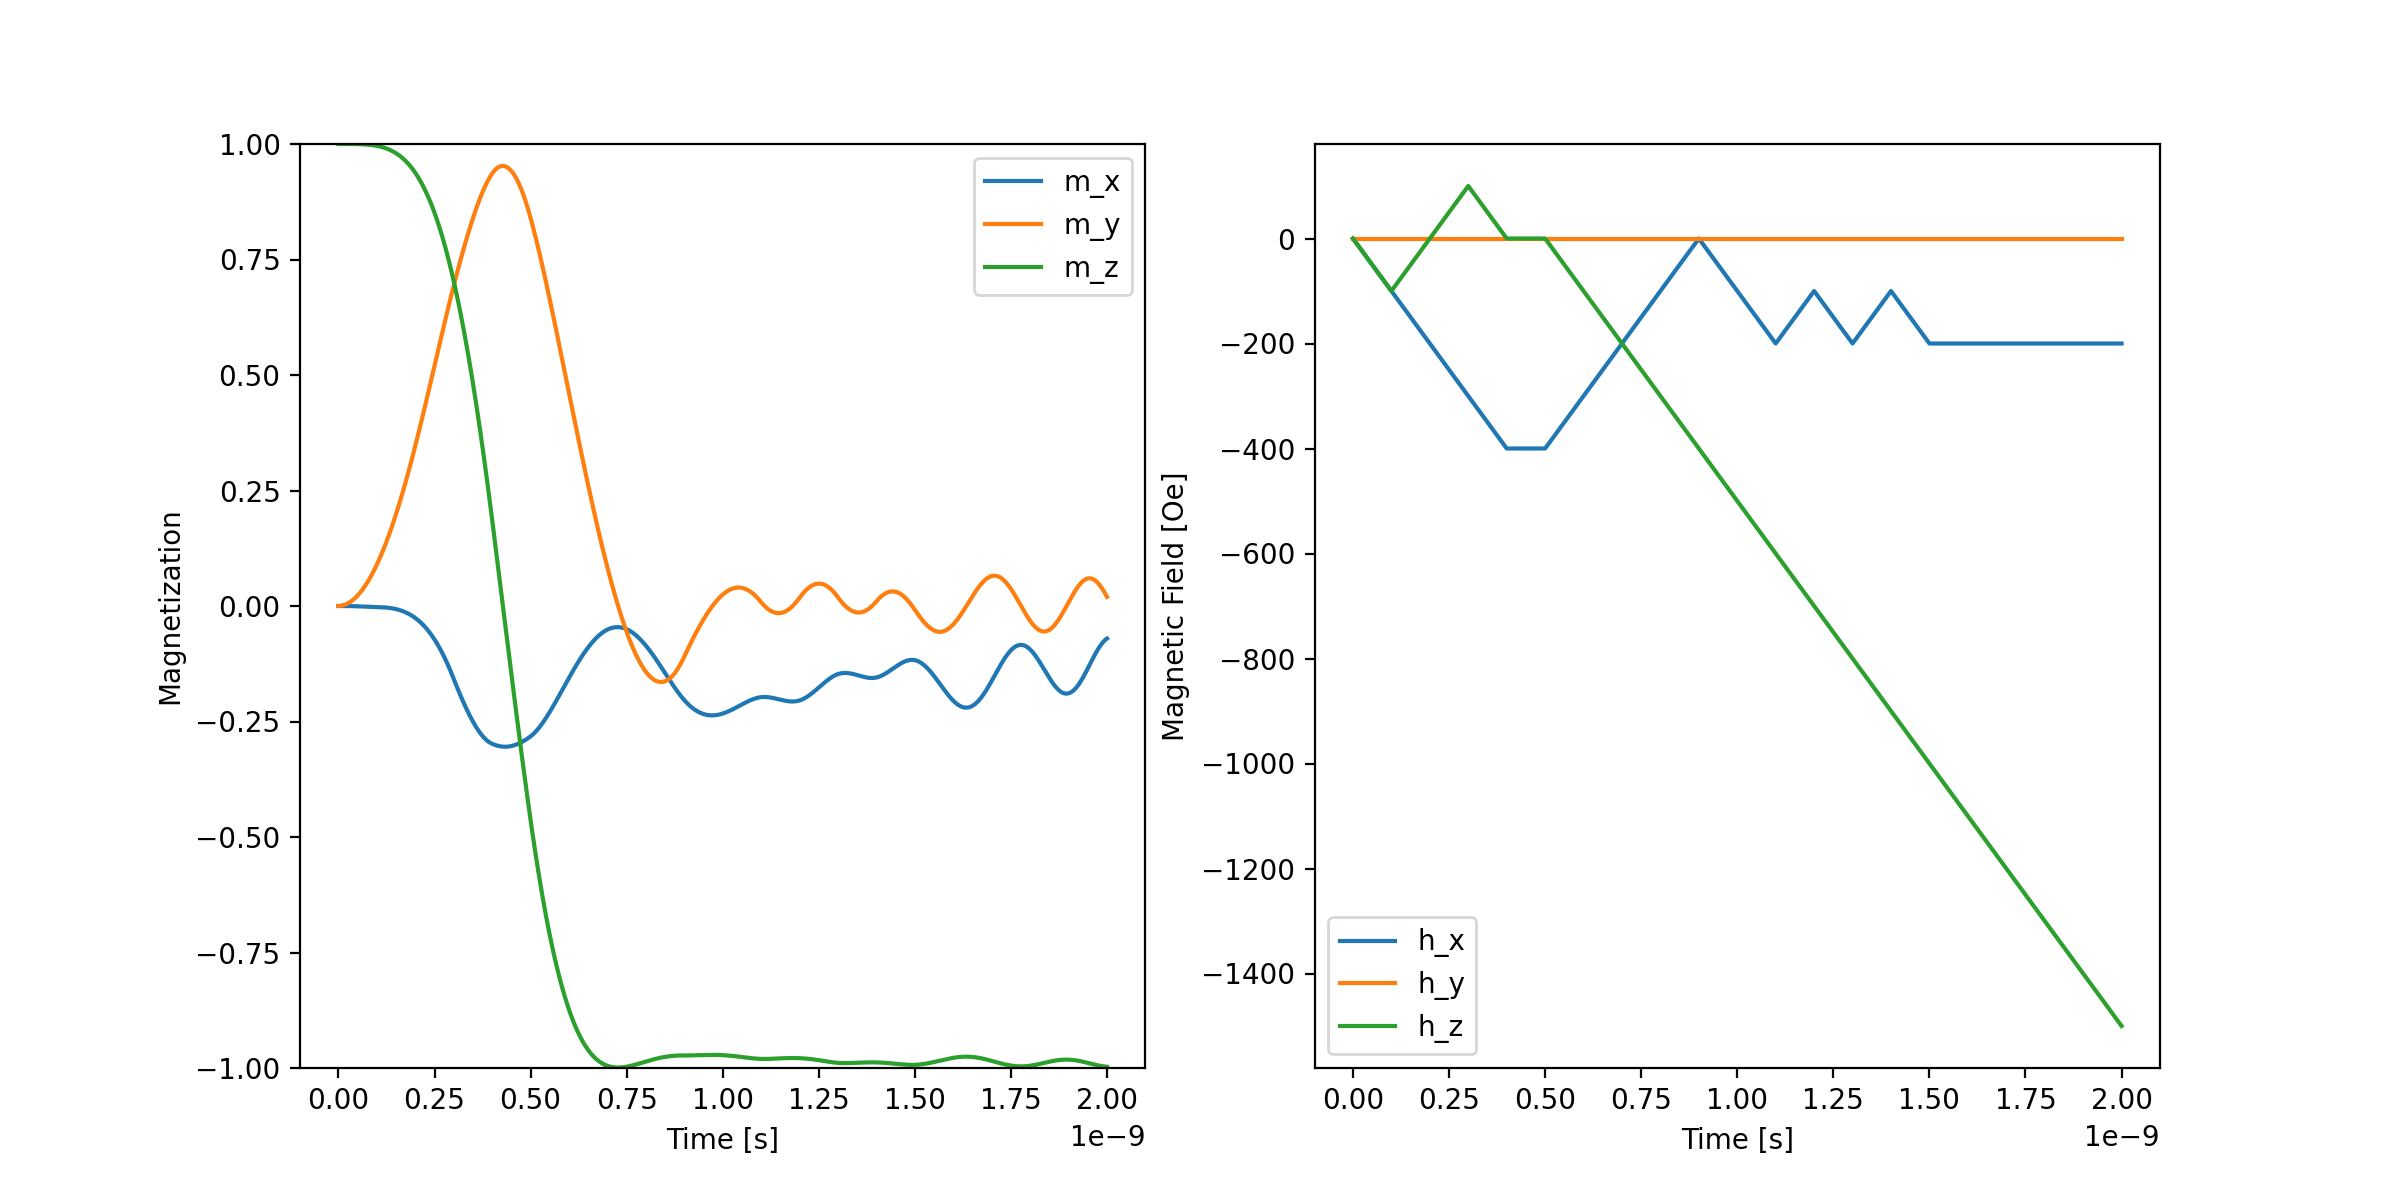 Magnetization
1.00
0.75
0.50
0.25
0.00
−0.25
−0.50
−0.75
−1.00
m_x
m_y
m_z
0.00 0.25 0.50 0.75 1.00 1.25 1.50 1.75 2.00
Time [s]
1e−9
Magnetic Field [Oe]
0
−200
−400
−600
−800
−1000
−1200
−1400
h_x
h_y
h_z
0.00 0.25 0.50 0.75 1.00 1.25 1.50 1.75 2.00
Time [s]
1e−9